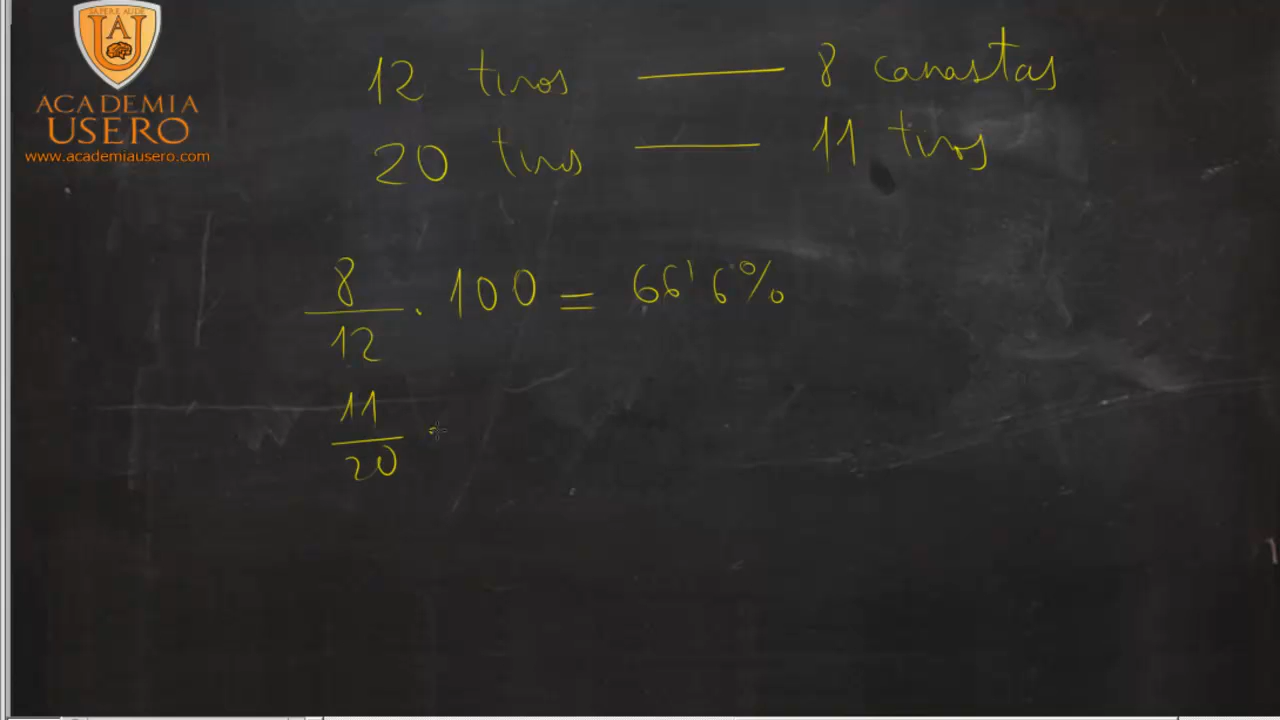 SAPERE AUDE
UA
ACADEMIA
USERO
www.academiausero.com
12 tiros — 8 canastas
20 tiros — 11 tiros
8/12 . 100 = 66'6%
11/20